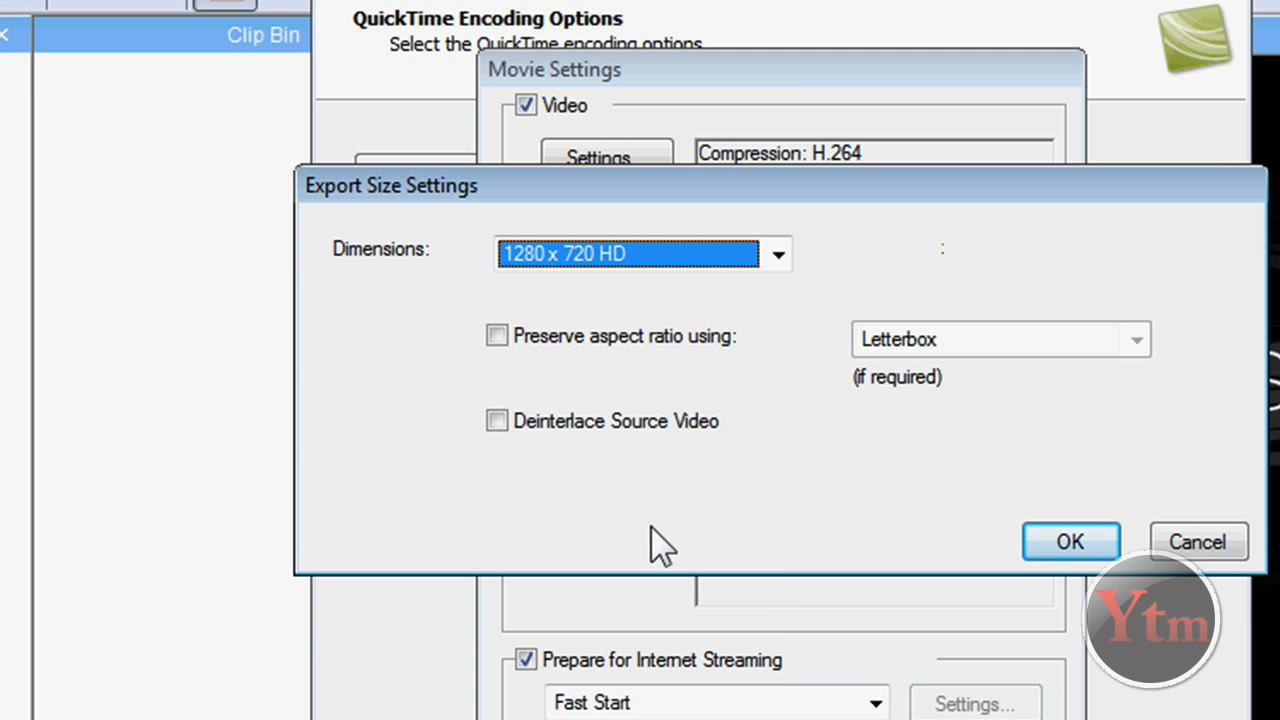 QuickTime Encoding Options
Clip Bin
Select the QuickTime encoding options
Movie Settings
Video
Settings
Compression: H.264
Export Size Settings
Dimensions:
1280 x 720 HD
:
Preserve aspect ratio using:
Letterbox
(if required)
Deinterlace Source Video
OK
Cancel
Ytm
Prepare for Internet Streaming
Fast Start
Settings...